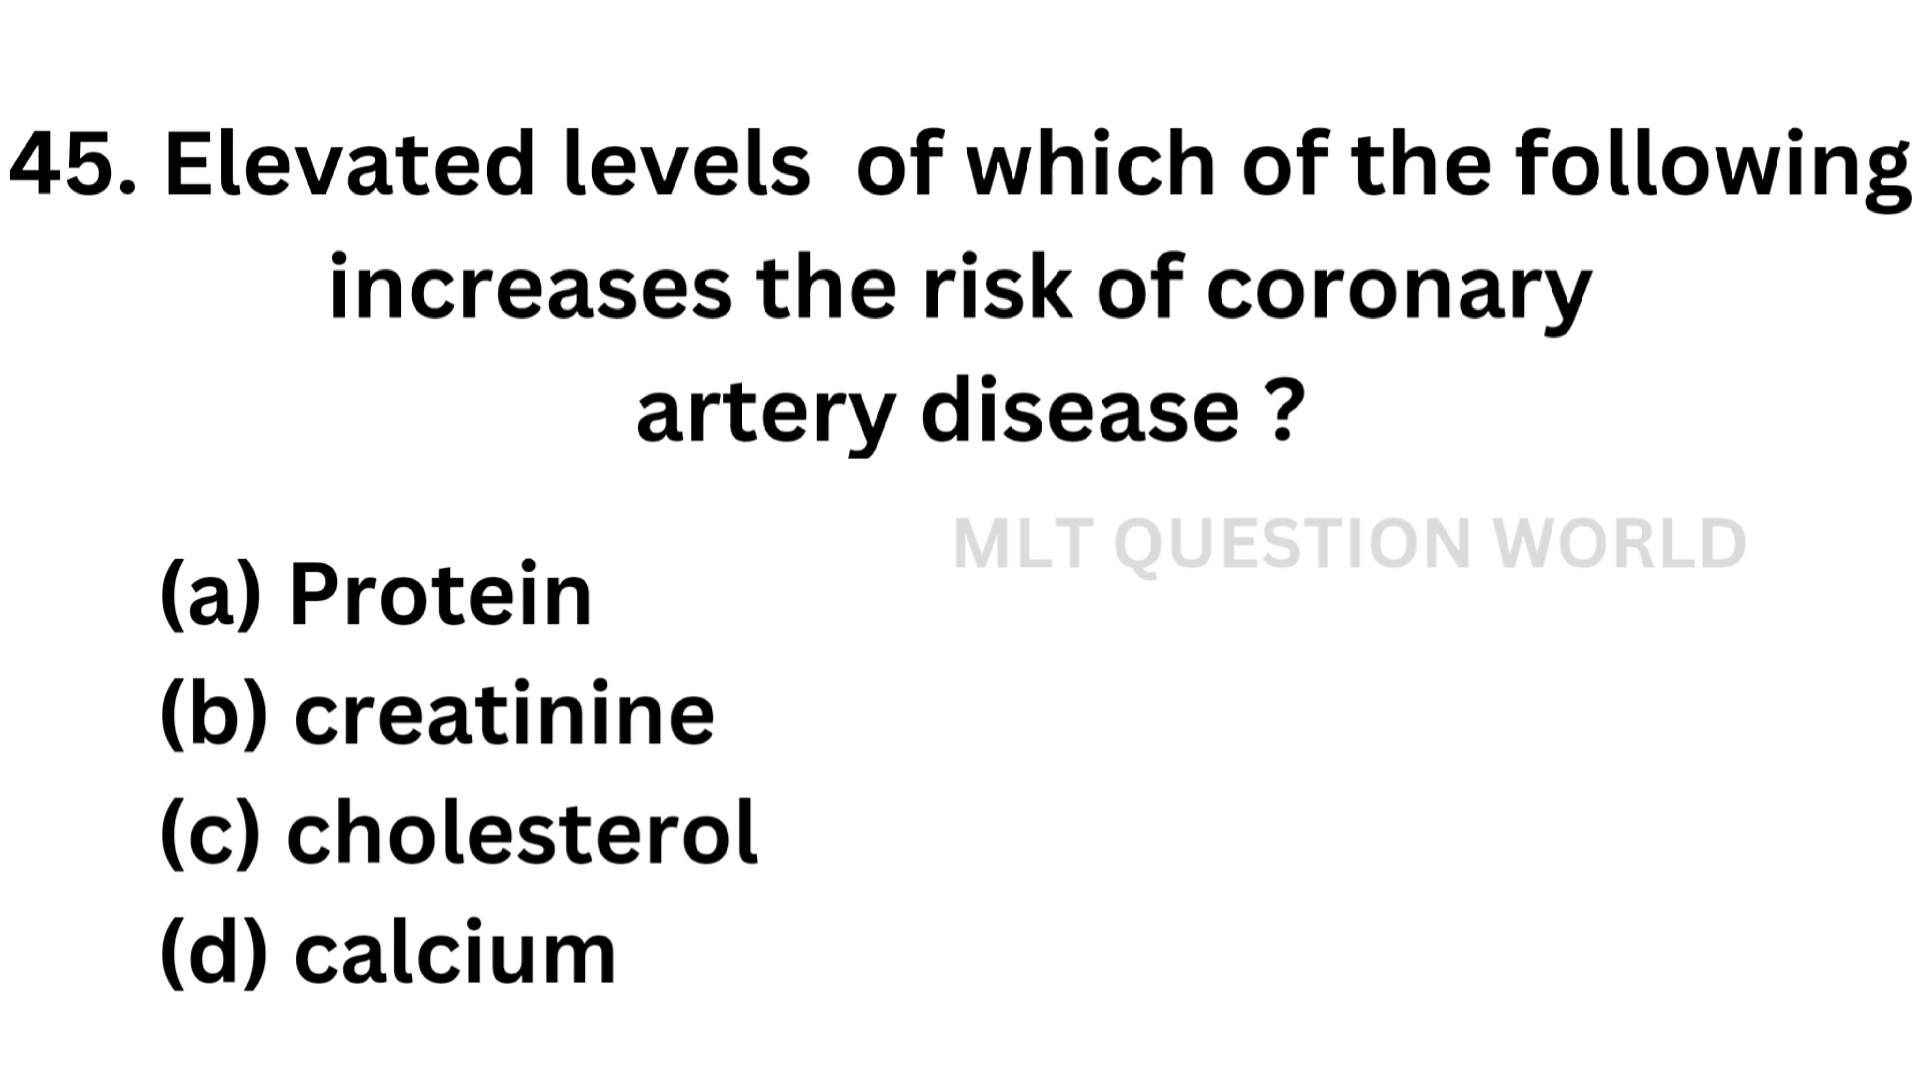 45. Elevated levels  of which of the following
increases the risk of coronary
artery disease ?
MLT QUESTION WORLD
(a) Protein
(b) creatinine
(c) cholesterol
(d) calcium